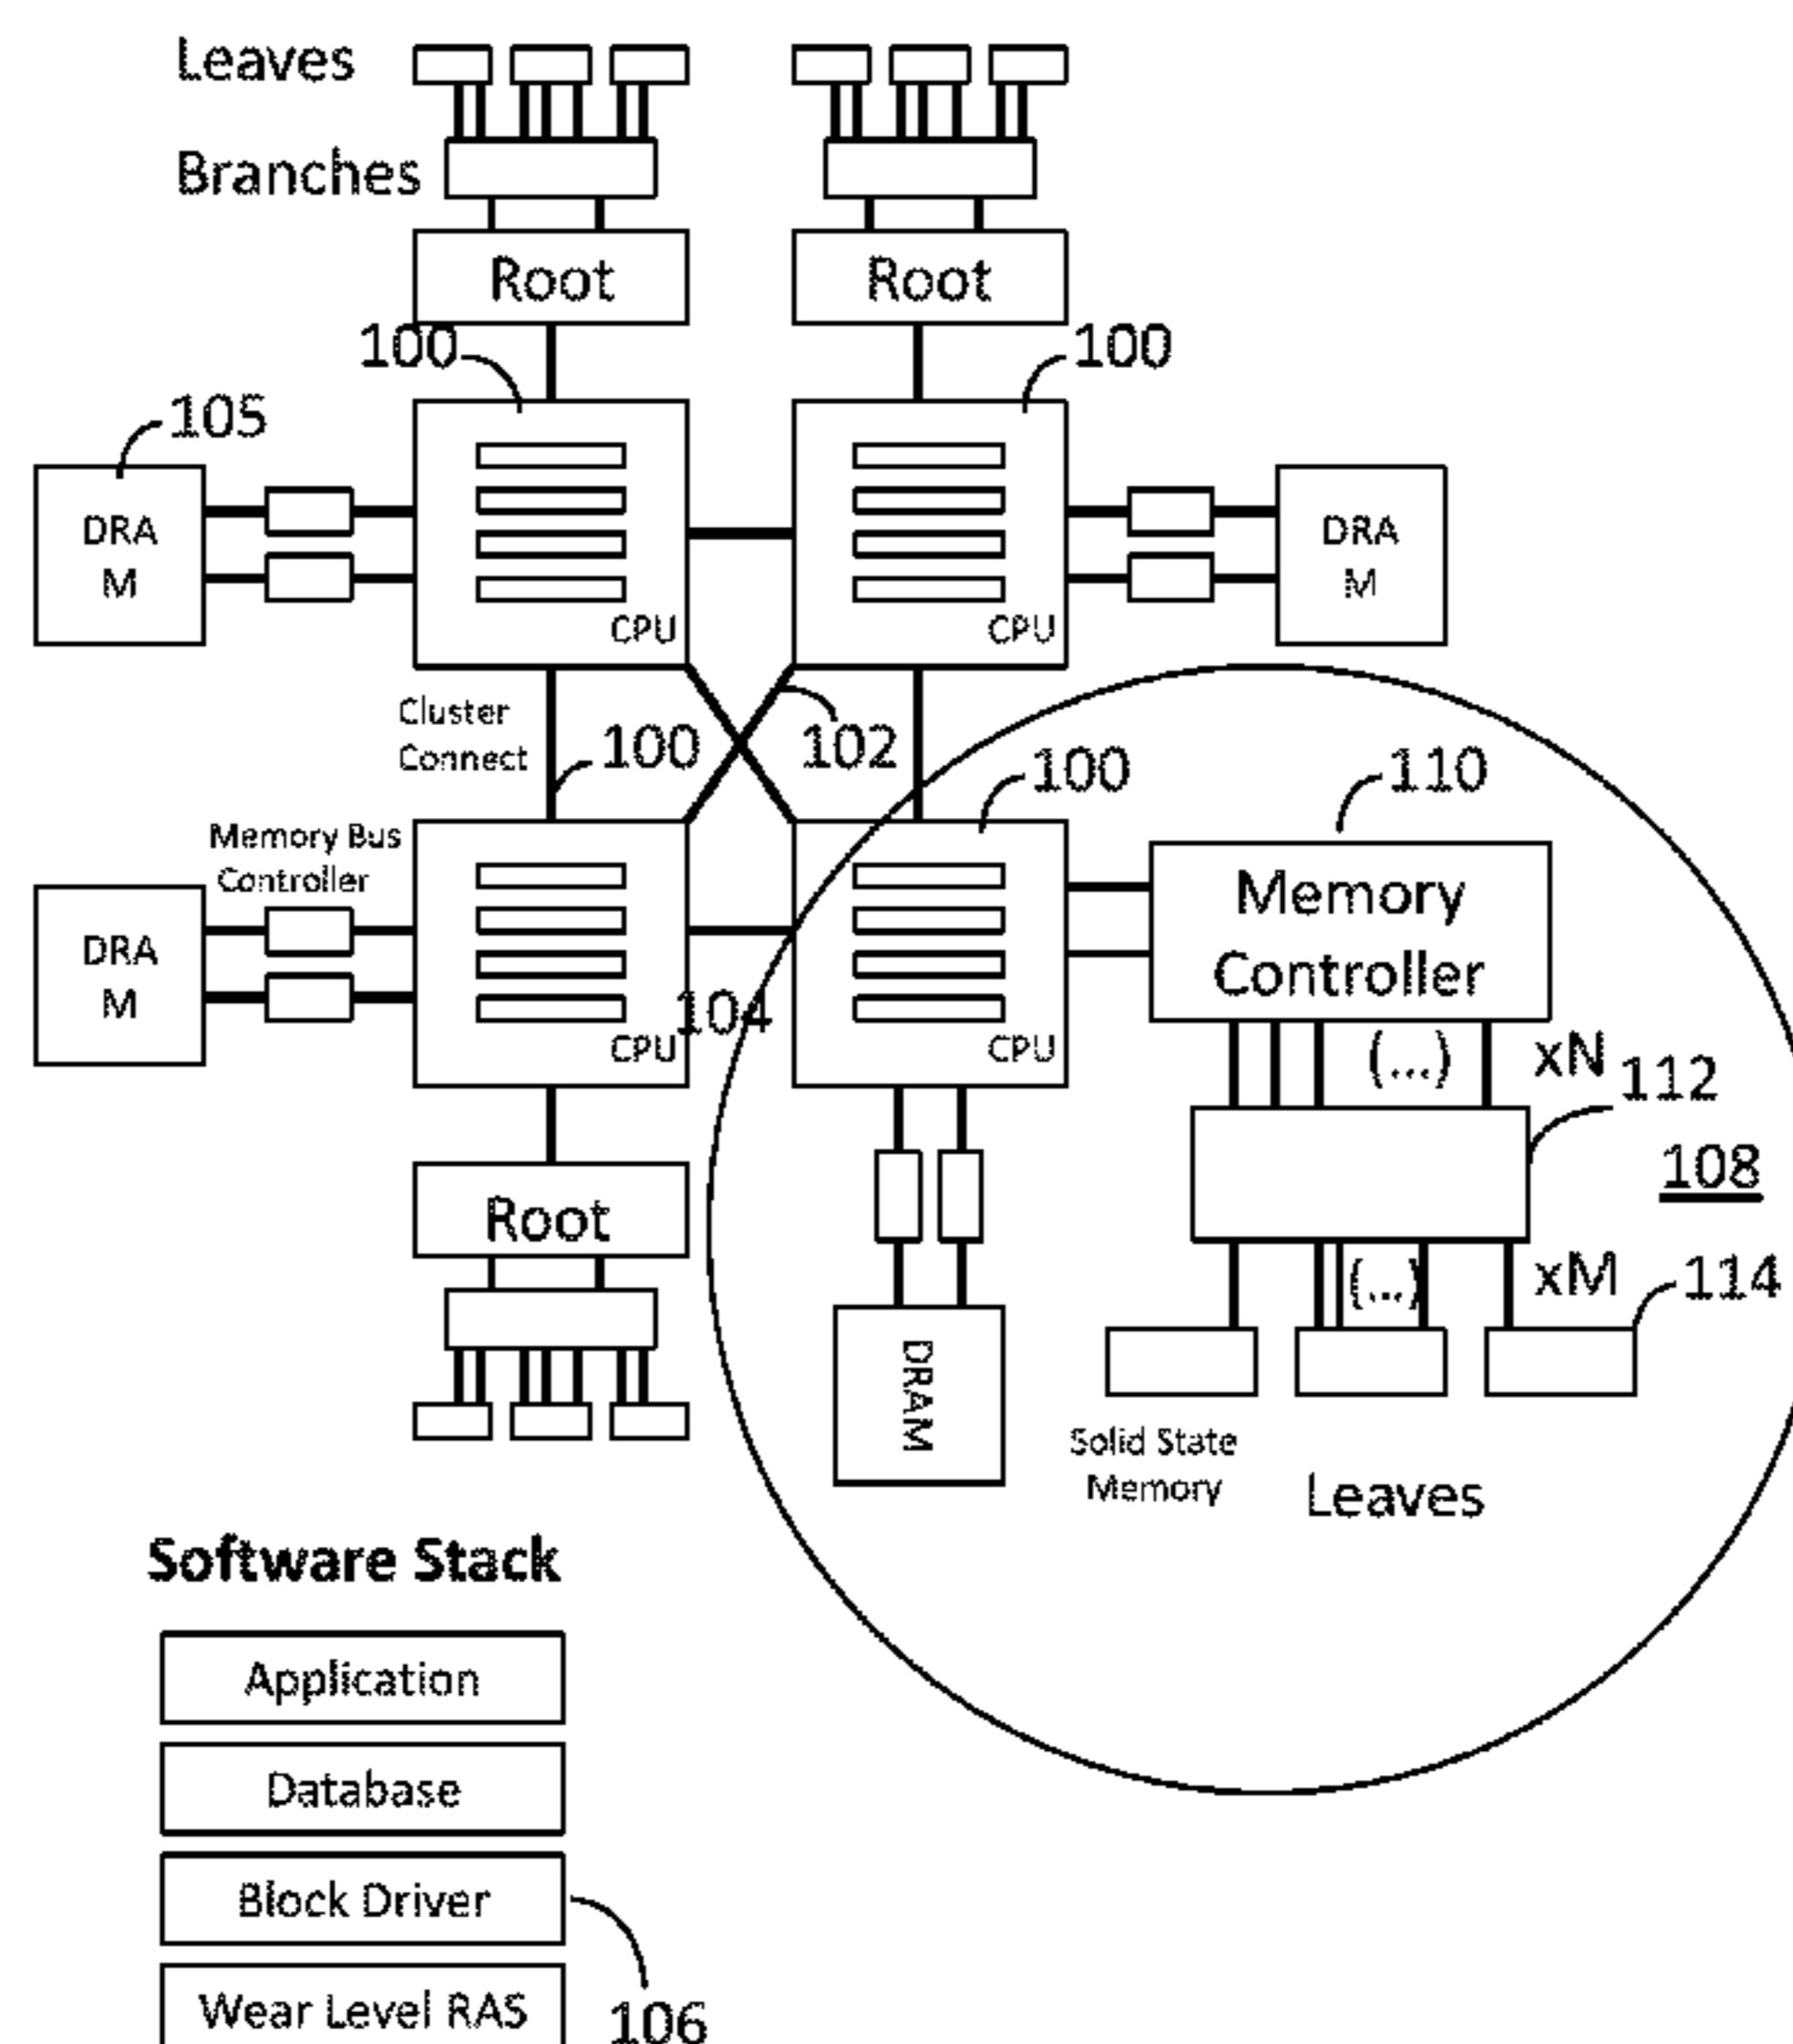 Leaves
Branches
Root
Root
100
100
105
DRA
M
DRA
M
CPU
CPU
Cluster
Connect
100
102
100
110
Memory Bus
Controller
Memory
Controller
DRA
M
104
CPU
CPU
(...)
xN
112
108
Root
(...)
xM
114
DRAM
Solid State
Memory
Leaves
Software Stack
Application
Database
Block Driver
Wear Level RAS
106